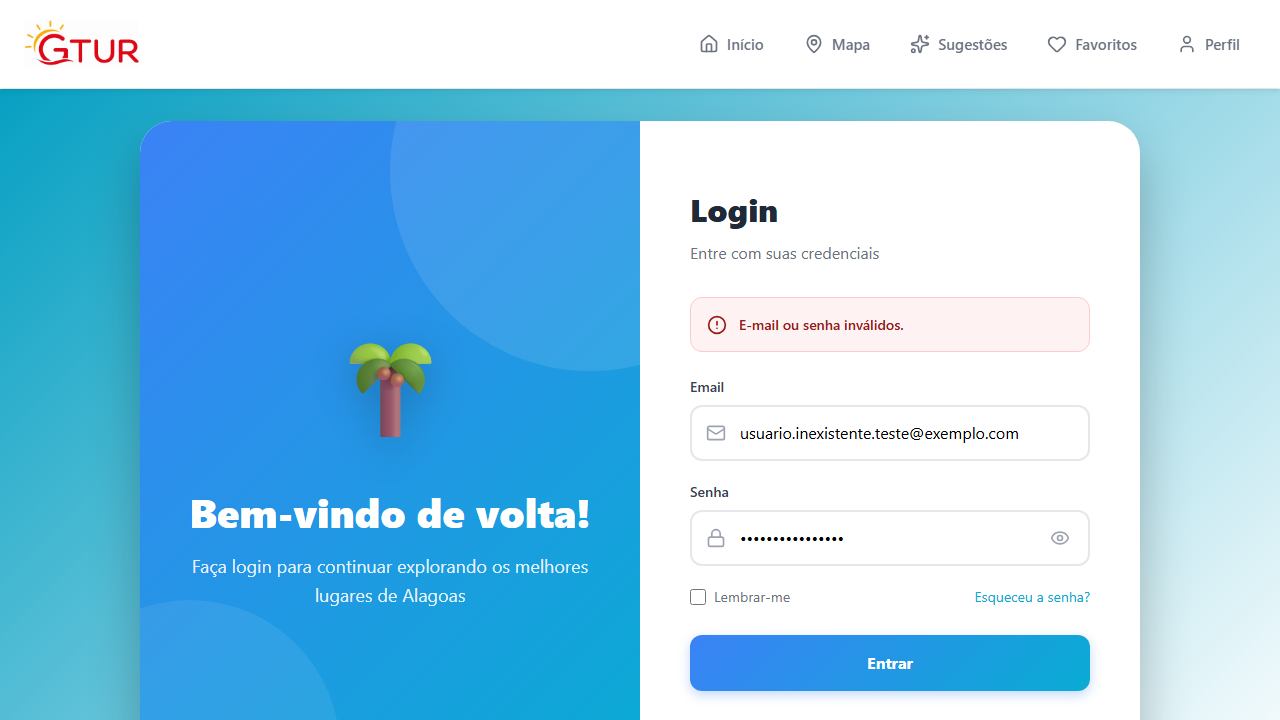 GTUR
Início
Mapa
Sugestões
Favoritos
Perfil
Bem-vindo de volta!
Faça login para continuar explorando os melhores
lugares de Alagoas
Login
Entre com suas credenciais
E-mail ou senha inválidos.
Email
usuario.inexistente.teste@exemplo.com
Senha
••••••••••••••••
Lembrar-me
Esqueceu a senha?
Entrar